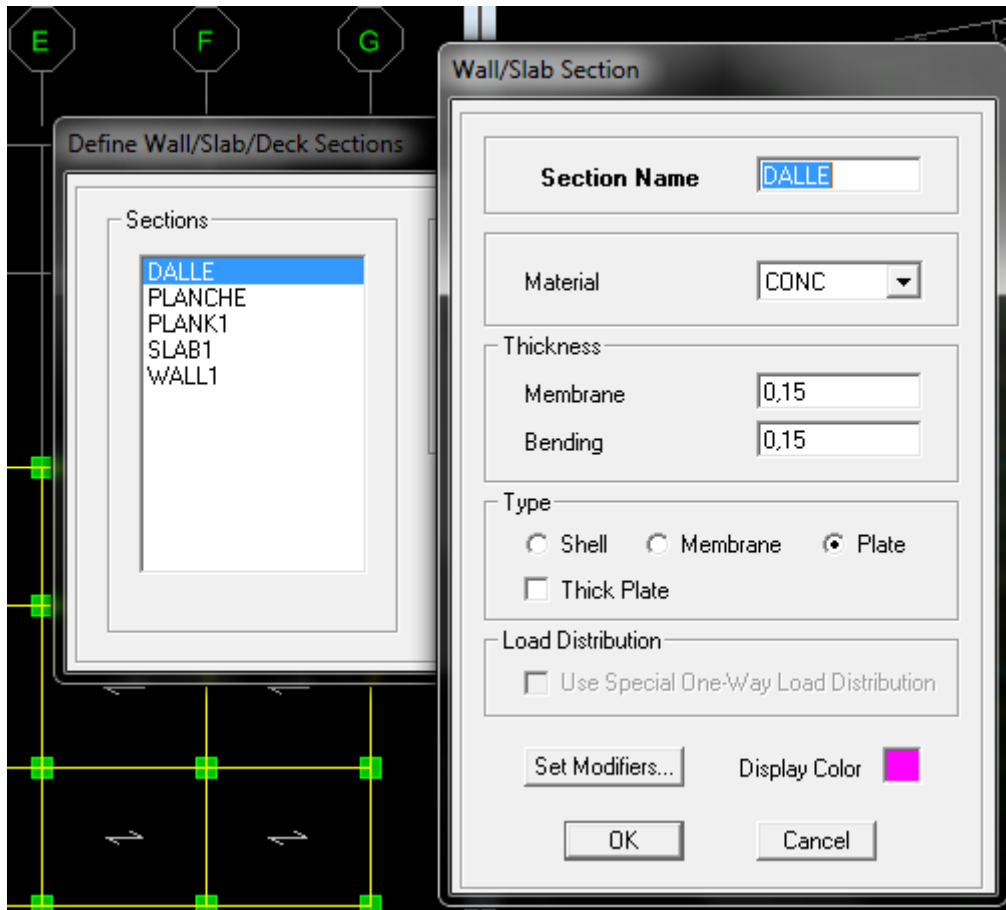 E
F
G
Define Wall/Slab/Deck Sections
Sections
DALLE
PLANCHE
PLANK1
SLAB1
WALL1
Wall/Slab Section
Section Name
DALLE
Material
CONC
Thickness
Membrane
0,15
Bending
0,15
Type
Shell
Membrane
Plate
Thick Plate
Load Distribution
Use Special One-Way Load Distribution
Set Modifiers...
Display Color
OK
Cancel